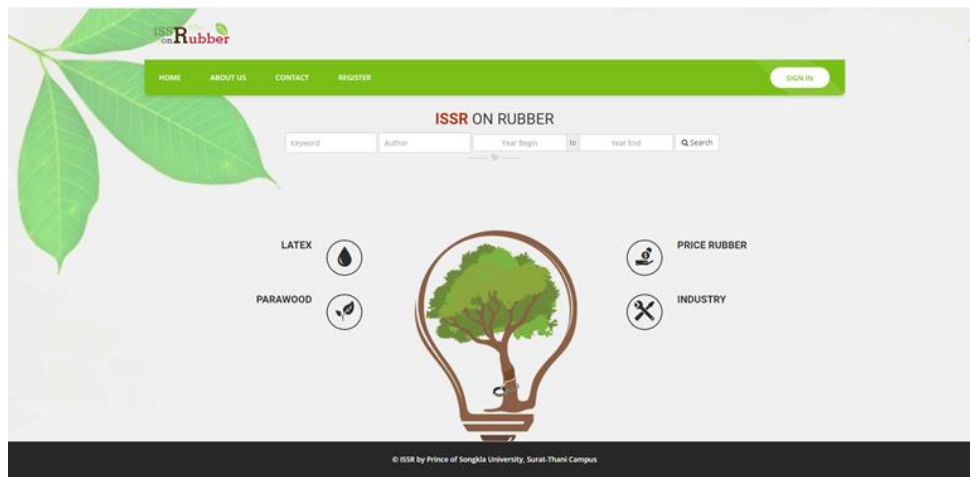 ISSR
on Rubber
HOME ABOUT US CONTACT REGISTER SIGN IN
ISSR ON RUBBER
Keyword Author Year Begin to Year End Search
LATEX
PRICE RUBBER
PARAWOOD
INDUSTRY
© ISSR by Prince of Songkla University, Surat-Thani Campus